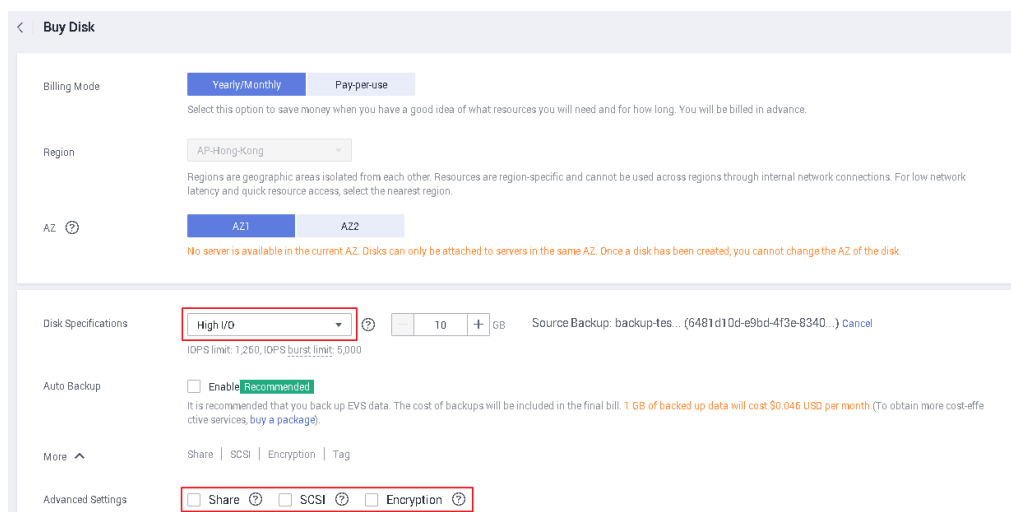 Buy Disk
Billing Mode
Yearly/Monthly Pay-per-use
Select this option to save money when you have a good idea of what resources you will need and for how long. You will be billed in advance.
Region
AP-Hong-Kong
Regions are geographic areas isolated from each other. Resources are region-specific and cannot be used across regions through internal network connections. For low network
latency and quick resource access, select the nearest region.
AZ ?
AZ1 AZ2
No server is available in the current AZ. Disks can only be attached to servers in the same AZ. Once a disk has been created, you cannot change the AZ of the disk.
Disk Specifications
High I/O ? − 10 + GB Source Backup: backup-tes... (6481d10d-e9bd-4f3e-8340...) Cancel
IOPS limit: 1,260, IOPS burst limit: 5,000
Auto Backup
Enable Recommended
It is recommended that you back up EVS data. The cost of backups will be included in the final bill. 1 GB of backed up data will cost $0.046 USD per month.(To obtain more cost-effe
ctive services, buy a package).
More Share | SCSI | Encryption | Tag
Advanced Settings Share ? SCSI ? Encryption ?